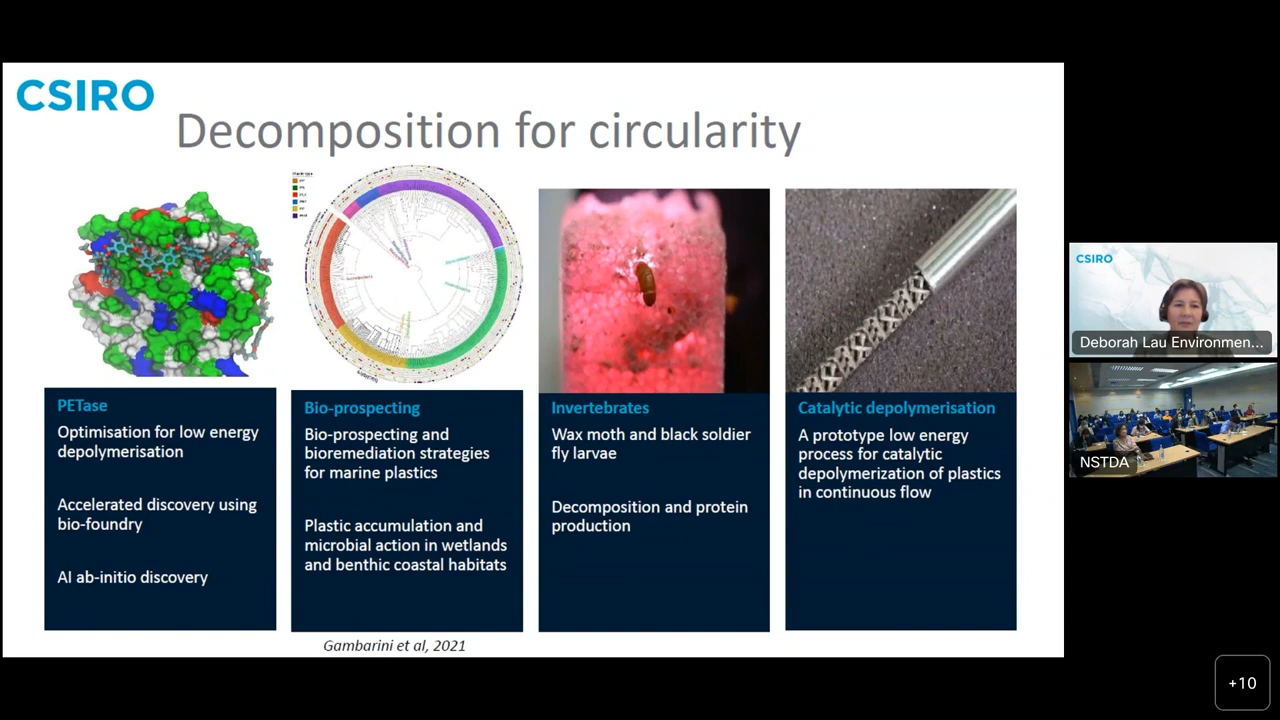 CSIRO
Decomposition for circularity
PETase
Optimisation for low energy
depolymerisation
Accelerated discovery using
bio-foundry
AI ab-initio discovery
Bio-prospecting
Bio-prospecting and
bioremediation strategies
for marine plastics
Plastic accumulation and
microbial action in wetlands
and benthic coastal habitats
Gambarini et al, 2021
Invertebrates
Wax moth and black soldier
fly larvae
Decomposition and protein
production
Catalytic depolymerisation
A prototype low energy
process for catalytic
depolymerization of plastics
in continuous flow
CSIRO
Deborah Lau Environmen...
NSTDA
+10